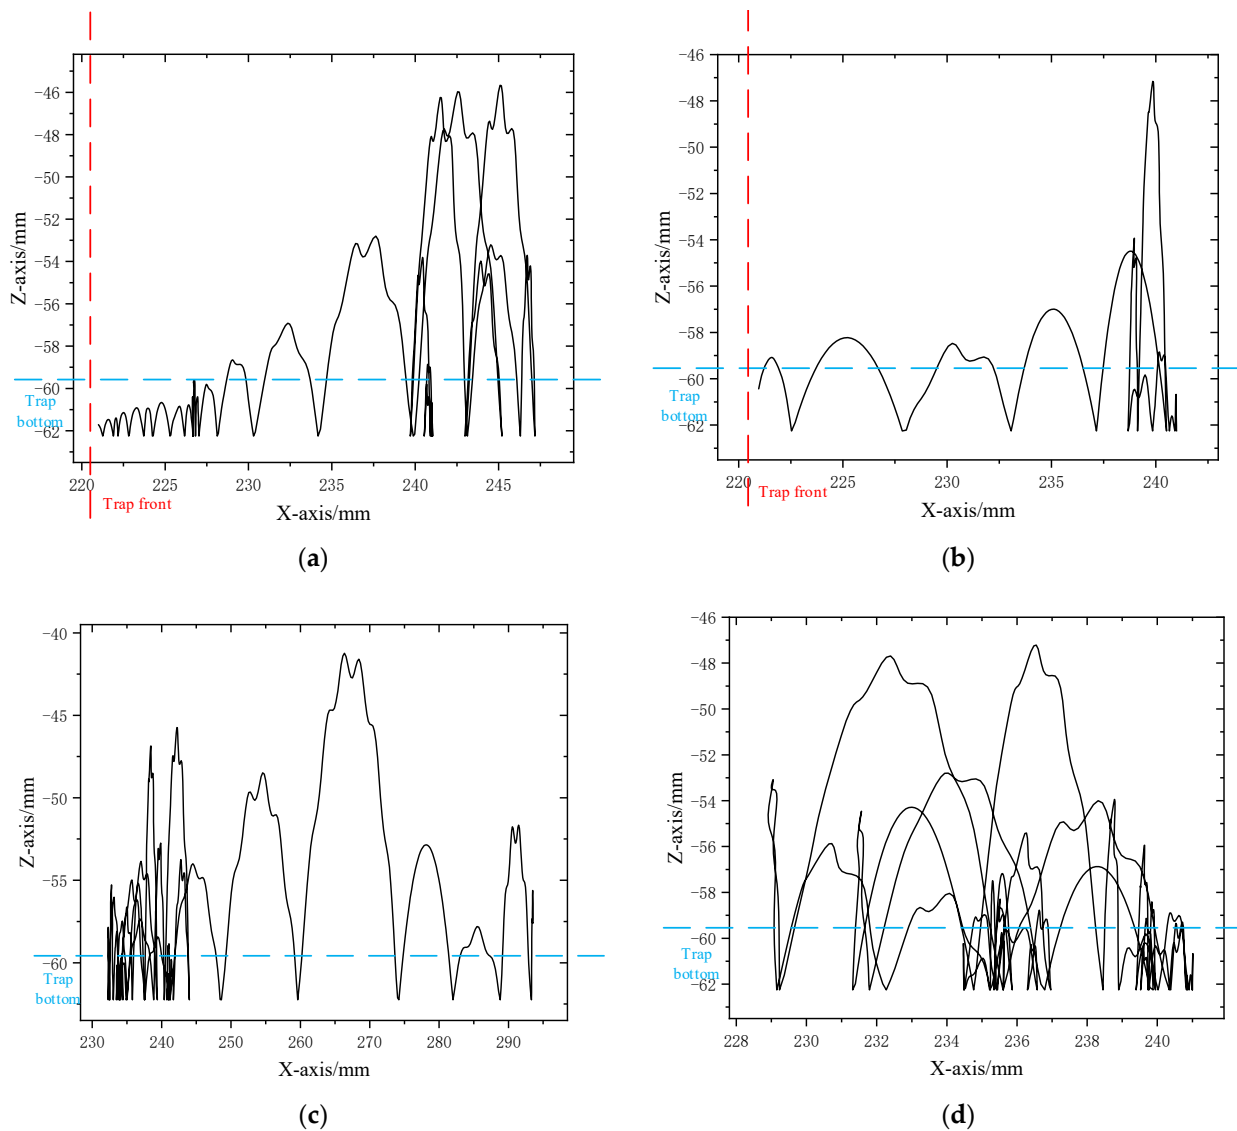 −46
−48
−50
−52
−54
−56
−58
−60
−62
Z-axis/mm
Trap
bottom
220
225
230
235
240
245
Trap front
X-axis/mm
(a)
−46
−48
−50
−52
−54
−56
−58
−60
−62
Z-axis/mm
Trap
bottom
220
225
230
235
240
Trap front
X-axis/mm
(b)
−40
−45
−50
−55
−60
Z-axis/mm
Trap
bottom
230
240
250
260
270
280
290
X-axis/mm
(c)
−46
−48
−50
−52
−54
−56
−58
−60
−62
Z-axis/mm
Trap
bottom
228
230
232
234
236
238
240
X-axis/mm
(d)